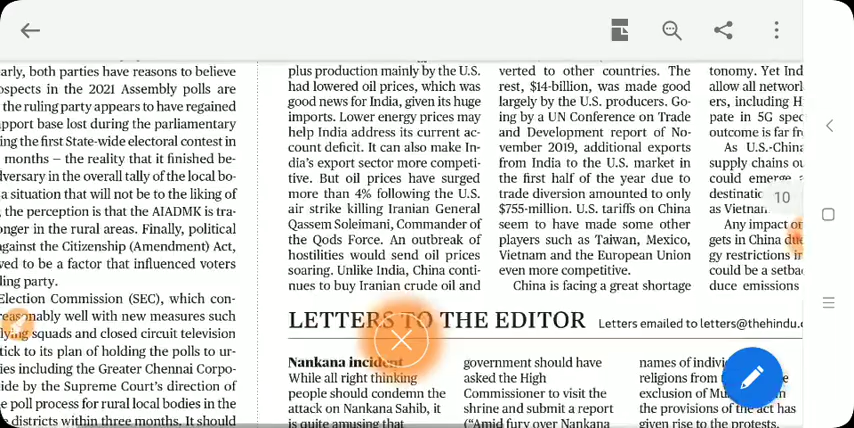 arly, both parties have reasons to believe
ospects in the 2021 Assembly polls are
the ruling party appears to have regained
pport base lost during the parliamentary
ing the first State-wide electoral contest in
months — the reality that it finished be-
dversary in the overall tally of the local bo-
a situation that will not be to the liking of
, the perception is that the AIADMK is tra-
onger in the rural areas. Finally, political
gainst the Citizenship (Amendment) Act,
ved to be a factor that influenced voters
ling party.
Election Commission (SEC), which con-
reasonably well with new measures such
lying squads and closed circuit television
tick to its plan of holding the polls to ur-
ies including the Greater Chennai Corpo-
ide by the Supreme Court's direction of
e poll process for rural local bodies in the
districts within three months. It should
plus production mainly by the U.S.
had lowered oil prices, which was
good news for India, given its huge
imports. Lower energy prices may
help India address its current ac-
count deficit. It can also make In-
dia's export sector more competi-
tive. But oil prices have surged
more than 4% following the U.S.
air strike killing Iranian General
Qassem Soleimani, Commander of
the Qods Force. An outbreak of
hostilities would send oil prices
soaring. Unlike India, China conti-
nues to buy Iranian crude oil and
verted to other countries. The
rest, $14-billion, was made good
largely by the U.S. producers. Go-
ing by a UN Conference on Trade
and Development report of No-
vember 2019, additional exports
from India to the U.S. market in
the first half of the year due to
trade diversion amounted to only
$755-million. U.S. tariffs on China
seem to have made some other
players such as Taiwan, Mexico,
Vietnam and the European Union
even more competitive.
China is facing a great shortage
tonomy. Yet Ind
allow all network
ers, including H
pate in 5G spec
outcome is far fr
As U.S.-China
supply chains ou
could emerge
destinatio
as Vietnam
Any impact o
gets in China due
gy restrictions i
could be a setba
duce emissions
10
LETTERS TO THE EDITOR Letters emailed to letters@thehindu.c
Nankana incident
While all right thinking
people should condemn the
attack on Nankana Sahib, it
is quite amusing that
government should have
asked the High
Commissioner to visit the
shrine and submit a report
("Amid fury over Nankana
names of indivi
religions from
exclusion of Mu
the provisions of the act has
given rise to the protests.